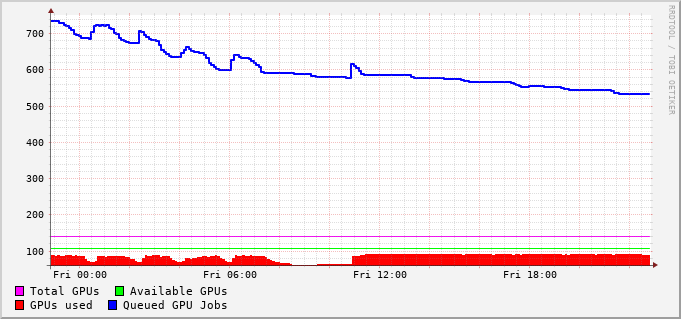 700
600
500
400
300
200
100
Fri 00:00 Fri 06:00 Fri 12:00 Fri 18:00
Total GPUs Available GPUs
GPUs used Queued GPU Jobs
RRDTOOL / TOBI OETIKER